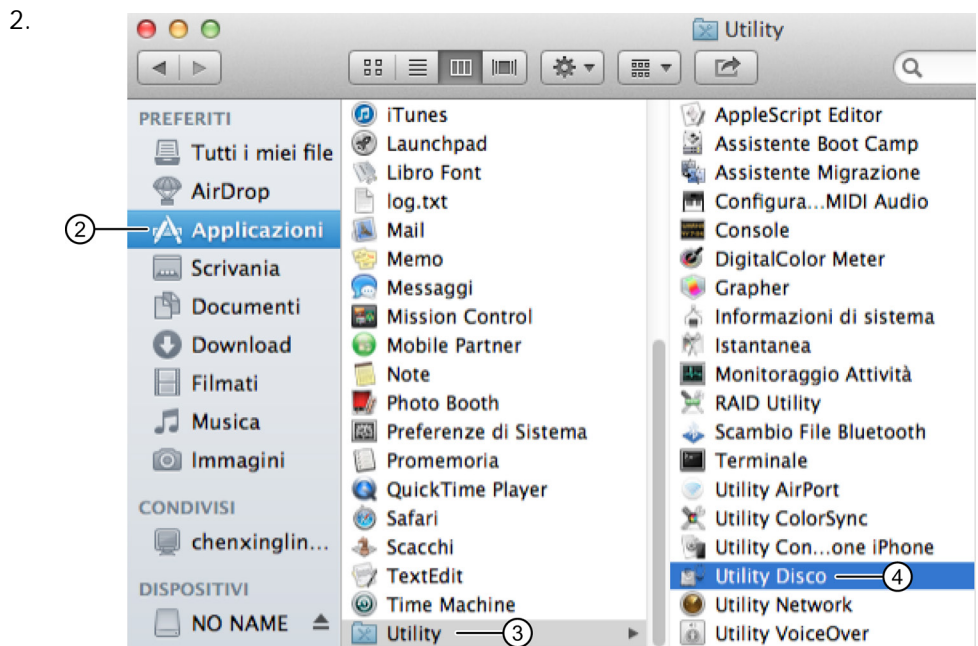 2.
Utility
PREFERITI
Tutti i miei file
AirDrop
2
Applicazioni
Scrivania
Documenti
Download
Filmati
Musica
Immagini
CONDIVISI
chenxinglin...
DISPOSITIVI
NO NAME
iTunes
Launchpad
Libro Font
log.txt
Mail
Memo
Messaggi
Mission Control
Mobile Partner
Note
Photo Booth
Preferenze di Sistema
Promemoria
QuickTime Player
Safari
Scacchi
TextEdit
Time Machine
Utility 3
AppleScript Editor
Assistente Boot Camp
Assistente Migrazione
Configura...MIDI Audio
Console
DigitalColor Meter
Grapher
Informazioni di sistema
Istantanea
Monitoraggio Attività
RAID Utility
Scambio File Bluetooth
Terminale
Utility AirPort
Utility ColorSync
Utility Con...one iPhone
Utility Disco 4
Utility Network
Utility VoiceOver